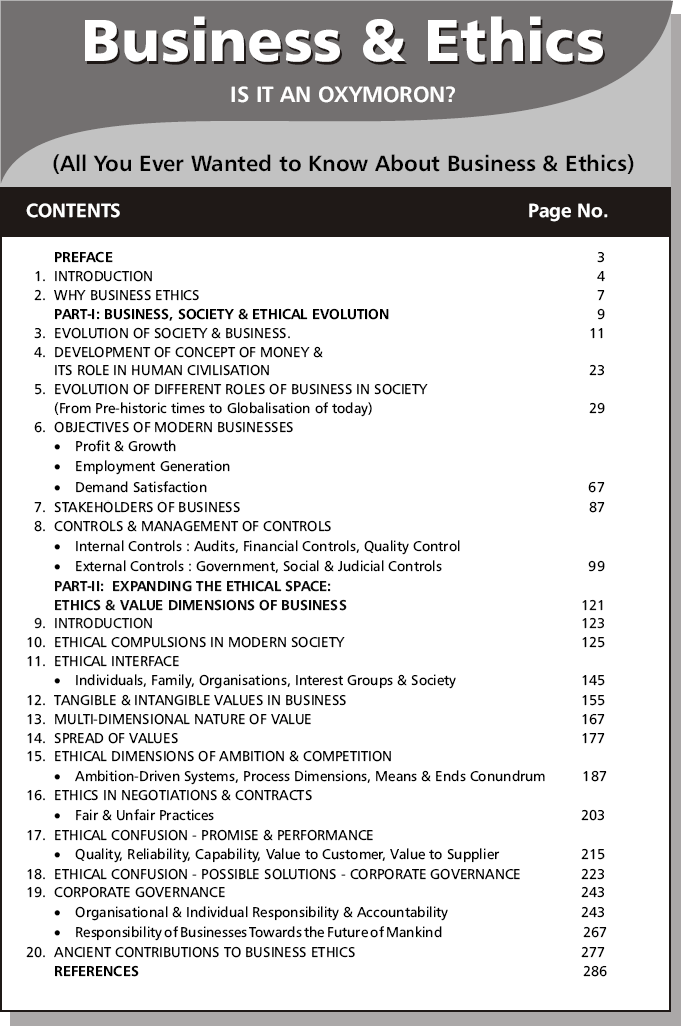 Business & Ethics
IS IT AN OXYMORON?
(All You Ever Wanted to Know About Business & Ethics)
CONTENTS Page No.
PREFACE 3
1. INTRODUCTION 4
2. WHY BUSINESS ETHICS 7
PART-I: BUSINESS, SOCIETY & ETHICAL EVOLUTION 9
3. EVOLUTION OF SOCIETY & BUSINESS. 11
4. DEVELOPMENT OF CONCEPT OF MONEY &
ITS ROLE IN HUMAN CIVILISATION 23
5. EVOLUTION OF DIFFERENT ROLES OF BUSINESS IN SOCIETY
(From Pre-historic times to Globalisation of today) 29
6. OBJECTIVES OF MODERN BUSINESSES
• Profit & Growth
• Employment Generation
• Demand Satisfaction 67
7. STAKEHOLDERS OF BUSINESS 87
8. CONTROLS & MANAGEMENT OF CONTROLS
• Internal Controls : Audits, Financial Controls, Quality Control
• External Controls : Government, Social & Judicial Controls 99
PART-II: EXPANDING THE ETHICAL SPACE:
ETHICS & VALUE DIMENSIONS OF BUSINESS 121
9. INTRODUCTION 123
10. ETHICAL COMPULSIONS IN MODERN SOCIETY 125
11. ETHICAL INTERFACE
• Individuals, Family, Organisations, Interest Groups & Society 145
12. TANGIBLE & INTANGIBLE VALUES IN BUSINESS 155
13. MULTI-DIMENSIONAL NATURE OF VALUE 167
14. SPREAD OF VALUES 177
15. ETHICAL DIMENSIONS OF AMBITION & COMPETITION
• Ambition-Driven Systems, Process Dimensions, Means & Ends Conundrum 187
16. ETHICS IN NEGOTIATIONS & CONTRACTS
• Fair & Unfair Practices 203
17. ETHICAL CONFUSION - PROMISE & PERFORMANCE
• Quality, Reliability, Capability, Value to Customer, Value to Supplier 215
18. ETHICAL CONFUSION - POSSIBLE SOLUTIONS - CORPORATE GOVERNANCE 223
19. CORPORATE GOVERNANCE 243
• Organisational & Individual Responsibility & Accountability 243
• Responsibility of Businesses Towards the Future of Mankind 267
20. ANCIENT CONTRIBUTIONS TO BUSINESS ETHICS 277
REFERENCES 286